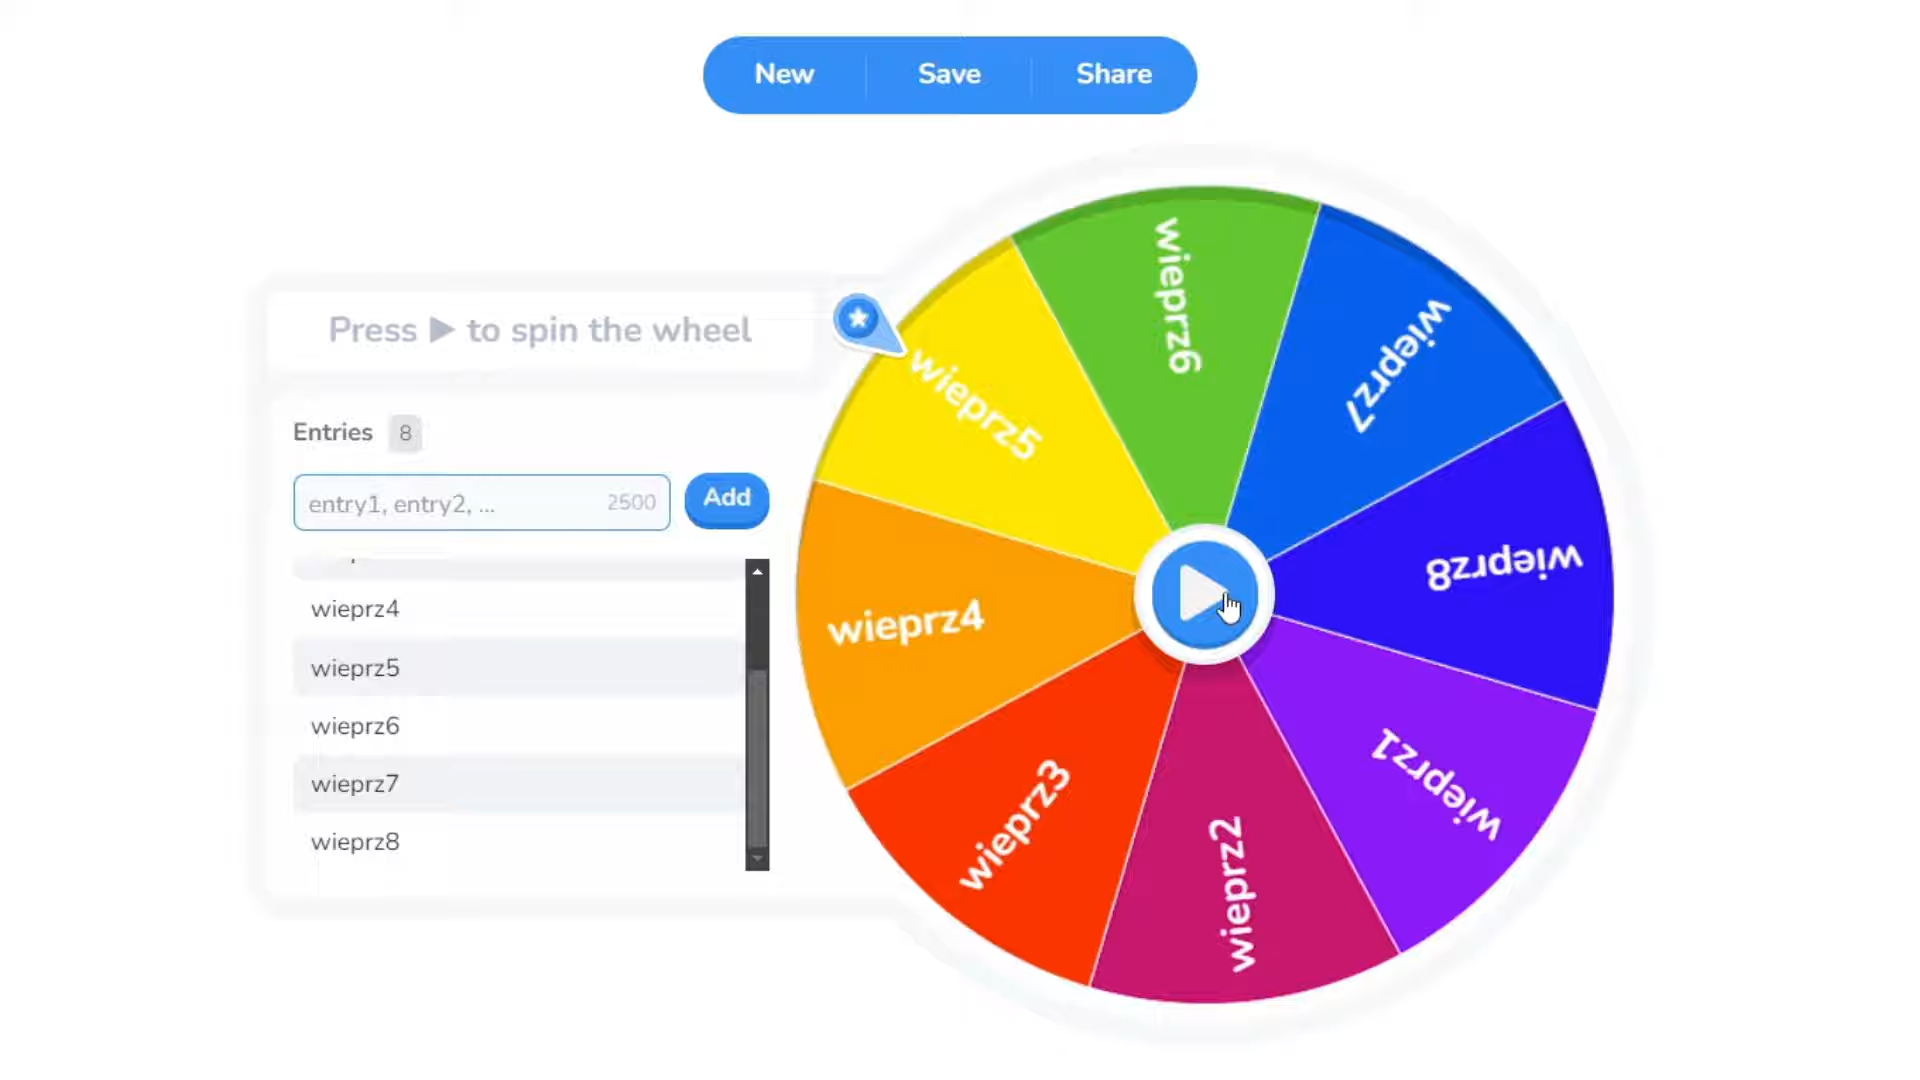 New
Save
Share
Press ▶ to spin the wheel
Entries 8
entry1, entry2, ... 2500
Add
wieprz4
wieprz5
wieprz6
wieprz7
wieprz8
wieprz6
wieprz7
wieprz5
wieprz8
wieprz4
wieprz1
wieprz3
wieprz2